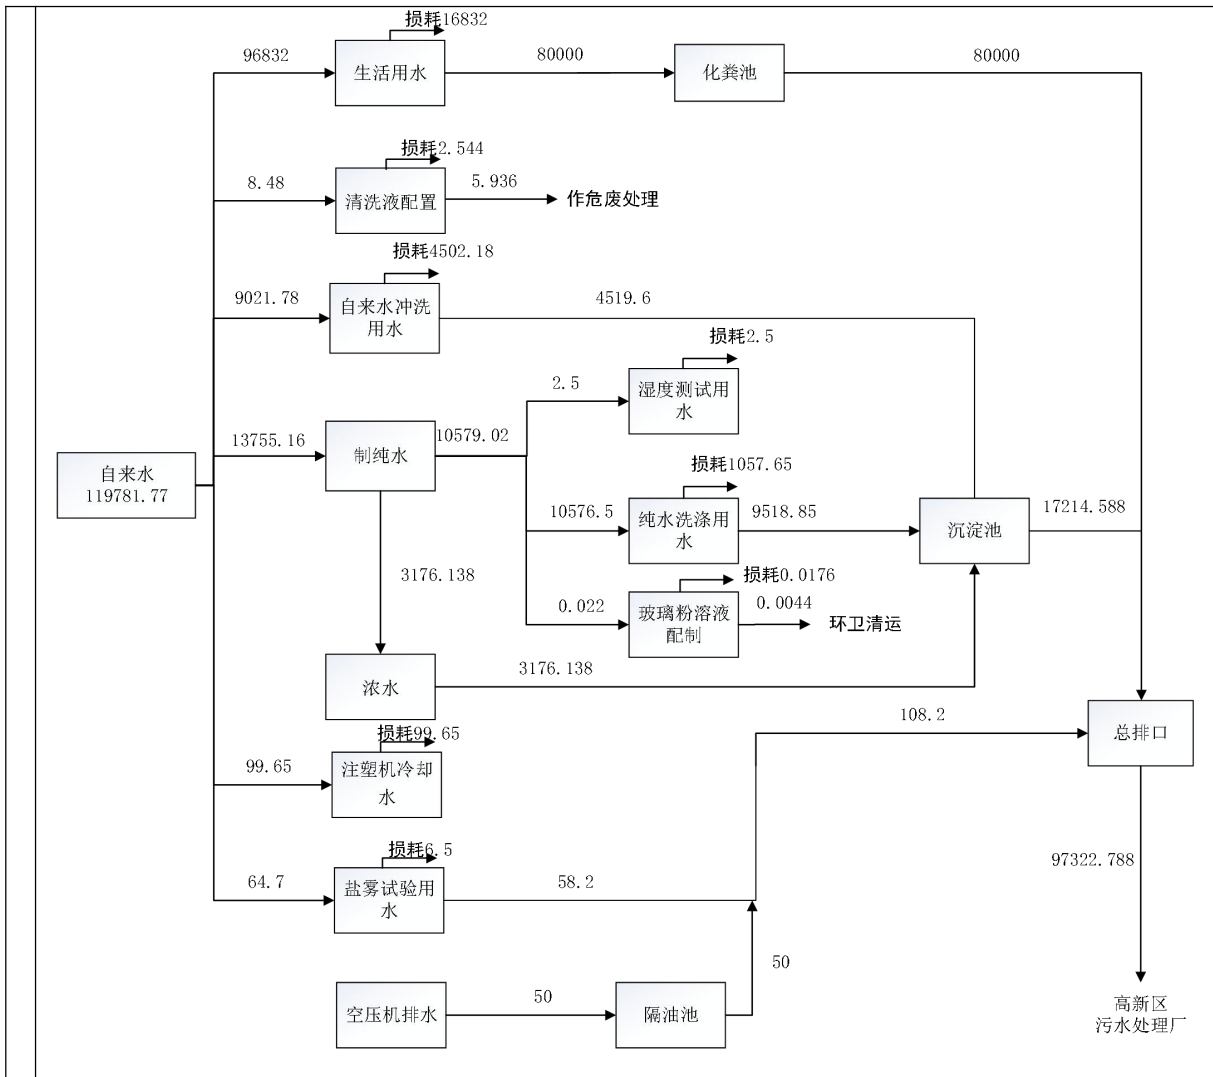 损耗16832
96832
生活用水
80000
化粪池
80000
损耗2.544
8.48
清洗液配置
5.936
作危废处理
损耗4502.18
9021.78
自来水冲洗
用水
4519.6
损耗2.5
2.5
湿度测试用
水
13755.16
制纯水
10579.02
自来水
119781.77
损耗1057.65
10576.5
纯水洗涤用
水
9518.85
沉淀池
17214.588
3176.138
损耗0.0176
0.022
玻璃粉溶液
配制
0.0044
环卫清运
浓水
3176.138
108.2
总排口
损耗99.65
99.65
注塑机冷却
水
损耗6.5
64.7
盐雾试验用
水
58.2
97322.788
50
空压机排水
50
隔油池
高新区
污水处理厂